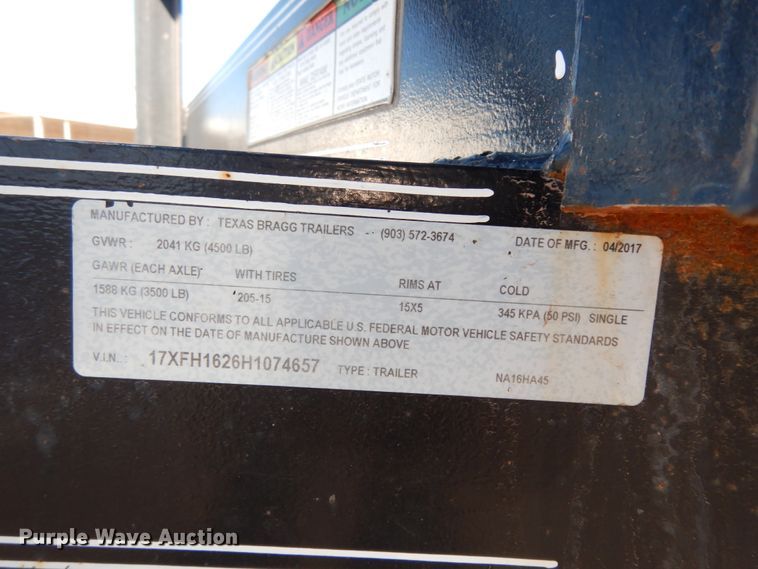 DANGER
MANUFACTURED BY : TEXAS BRAGG TRAILERS -. (903) 572-3674 DATE OF MFG. : 04/2017
GVWR : 2041 KG (4500 LB)
GAWR (EACH AXLE) WITH TIRES RIMS AT COLD
1588 KG (3500 LB) 205-15 15X5 345 KPA (50 PSI) SINGLE
THIS VEHICLE CONFORMS TO ALL APPLICABLE U.S. FEDERAL MOTOR VEHICLE SAFETY STANDARDS
IN EFFECT ON THE DATE OF MANUFACTURE SHOWN ABOVE
V.I.N.. : 17XFH1626H1074657 TYPE : TRAILER NA16HA45
Purple Wave Auction